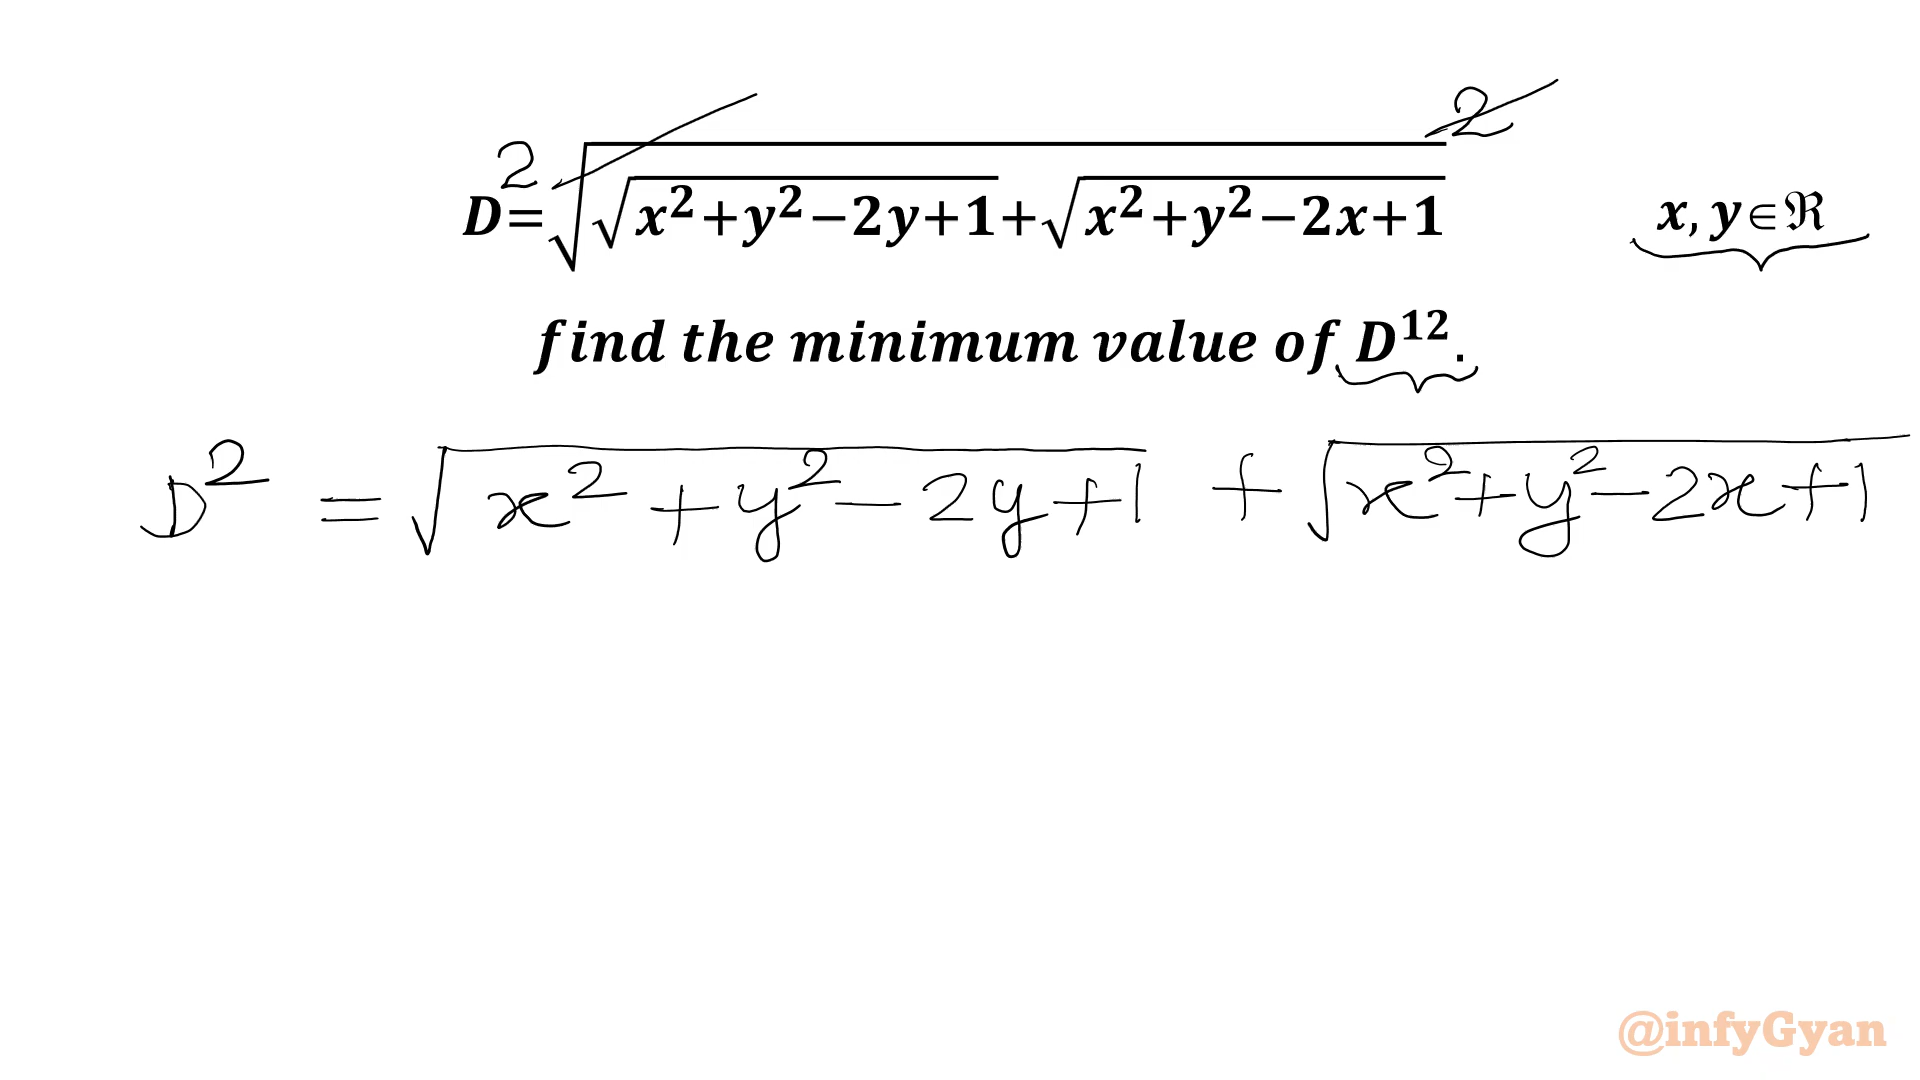 D²=√(√(x²+y²−2y+1)+√(x²+y²−2x+1)) 2 x, y∈ℜ
find the minimum value of D¹².
D² = √(x² + y² − 2y + 1) + √(x² + y² − 2x + 1)
@infyGyan